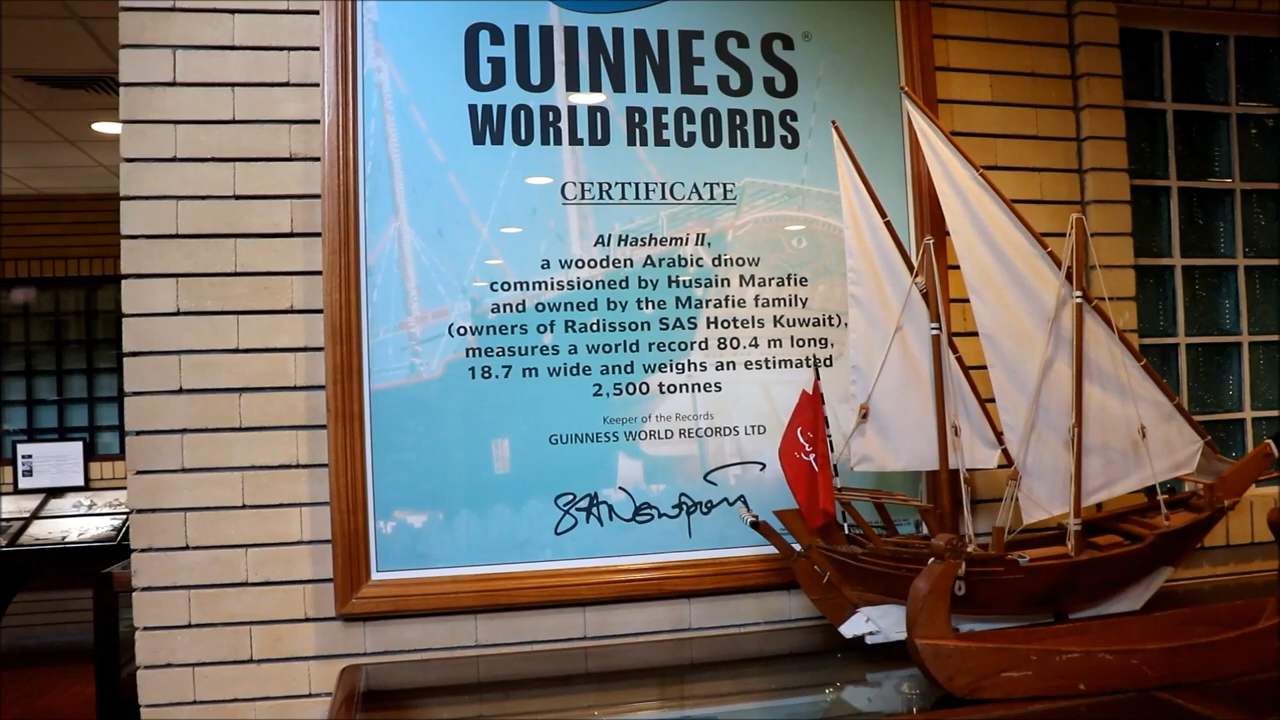 GUINNESS®
WORLD RECORDS
CERTIFICATE
Al Hashemi II,
a wooden Arabic dhow
commissioned by Husain Marafie
and owned by the Marafie family
(owners of Radisson SAS Hotels Kuwait),
measures a world record 80.4 m long,
18.7 m wide and weighs an estimated
2,500 tonnes
Keeper of the Records
GUINNESS WORLD RECORDS LTD
كويت